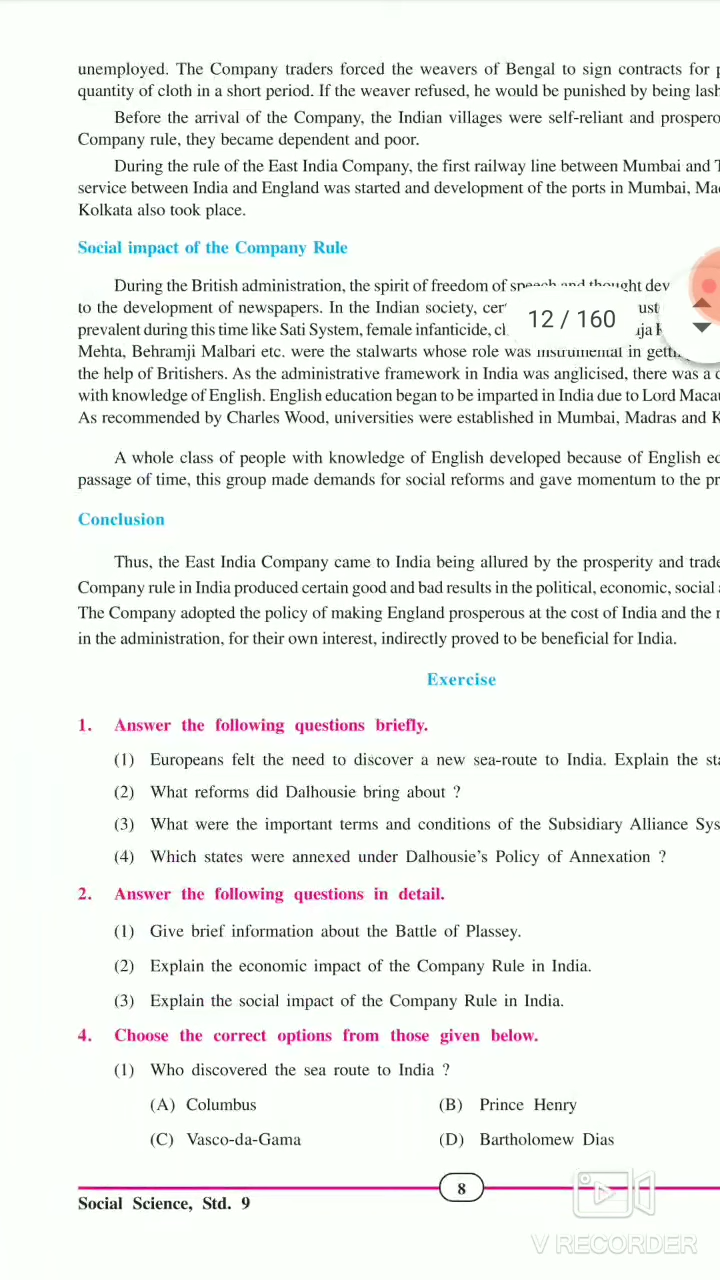 unemployed. The Company traders forced the weavers of Bengal to sign contracts for
quantity of cloth in a short period. If the weaver refused, he would be punished by being
Before the arrival of the Company, the Indian villages were self-reliant and
Company rule, they became dependent and poor.
During the rule of the East India Company, the first railway line between Mumbai and
service between India and England was started and development of the ports in Mumbai,
Kolkata also took place.
Social impact of the Company Rule
During the British administration, the spirit of freedom of speech and thought
to the development of newspapers. In the Indian society,
12 / 160
prevalent during this time like Sati System, female infanticide,
Mehta, Behramji Malbari etc. were the stalwarts whose role was instrumental in
the help of Britishers. As the administrative framework in India was anglicised, there was a
with knowledge of English. English education began to be imparted in India due to Lord
As recommended by Charles Wood, universities were established in Mumbai, Madras and
A whole class of people with knowledge of English developed because of English
passage of time, this group made demands for social reforms and gave momentum to the
Conclusion
Thus, the East India Company came to India being allured by the prosperity and
Company rule in India produced certain good and bad results in the political, economic, social
The Company adopted the policy of making England prosperous at the cost of India and the
in the administration, for their own interest, indirectly proved to be beneficial for India.
Exercise
1. Answer the following questions briefly.
(1) Europeans felt the need to discover a new sea-route to India. Explain the
(2) What reforms did Dalhousie bring about ?
(3) What were the important terms and conditions of the Subsidiary Alliance
(4) Which states were annexed under Dalhousie's Policy of Annexation ?
2. Answer the following questions in detail.
(1) Give brief information about the Battle of Plassey.
(2) Explain the economic impact of the Company Rule in India.
(3) Explain the social impact of the Company Rule in India.
4. Choose the correct options from those given below.
(1) Who discovered the sea route to India ?
(A) Columbus (B) Prince Henry
(C) Vasco-da-Gama (D) Bartholomew Dias
8
Social Science, Std. 9
V RECORDER